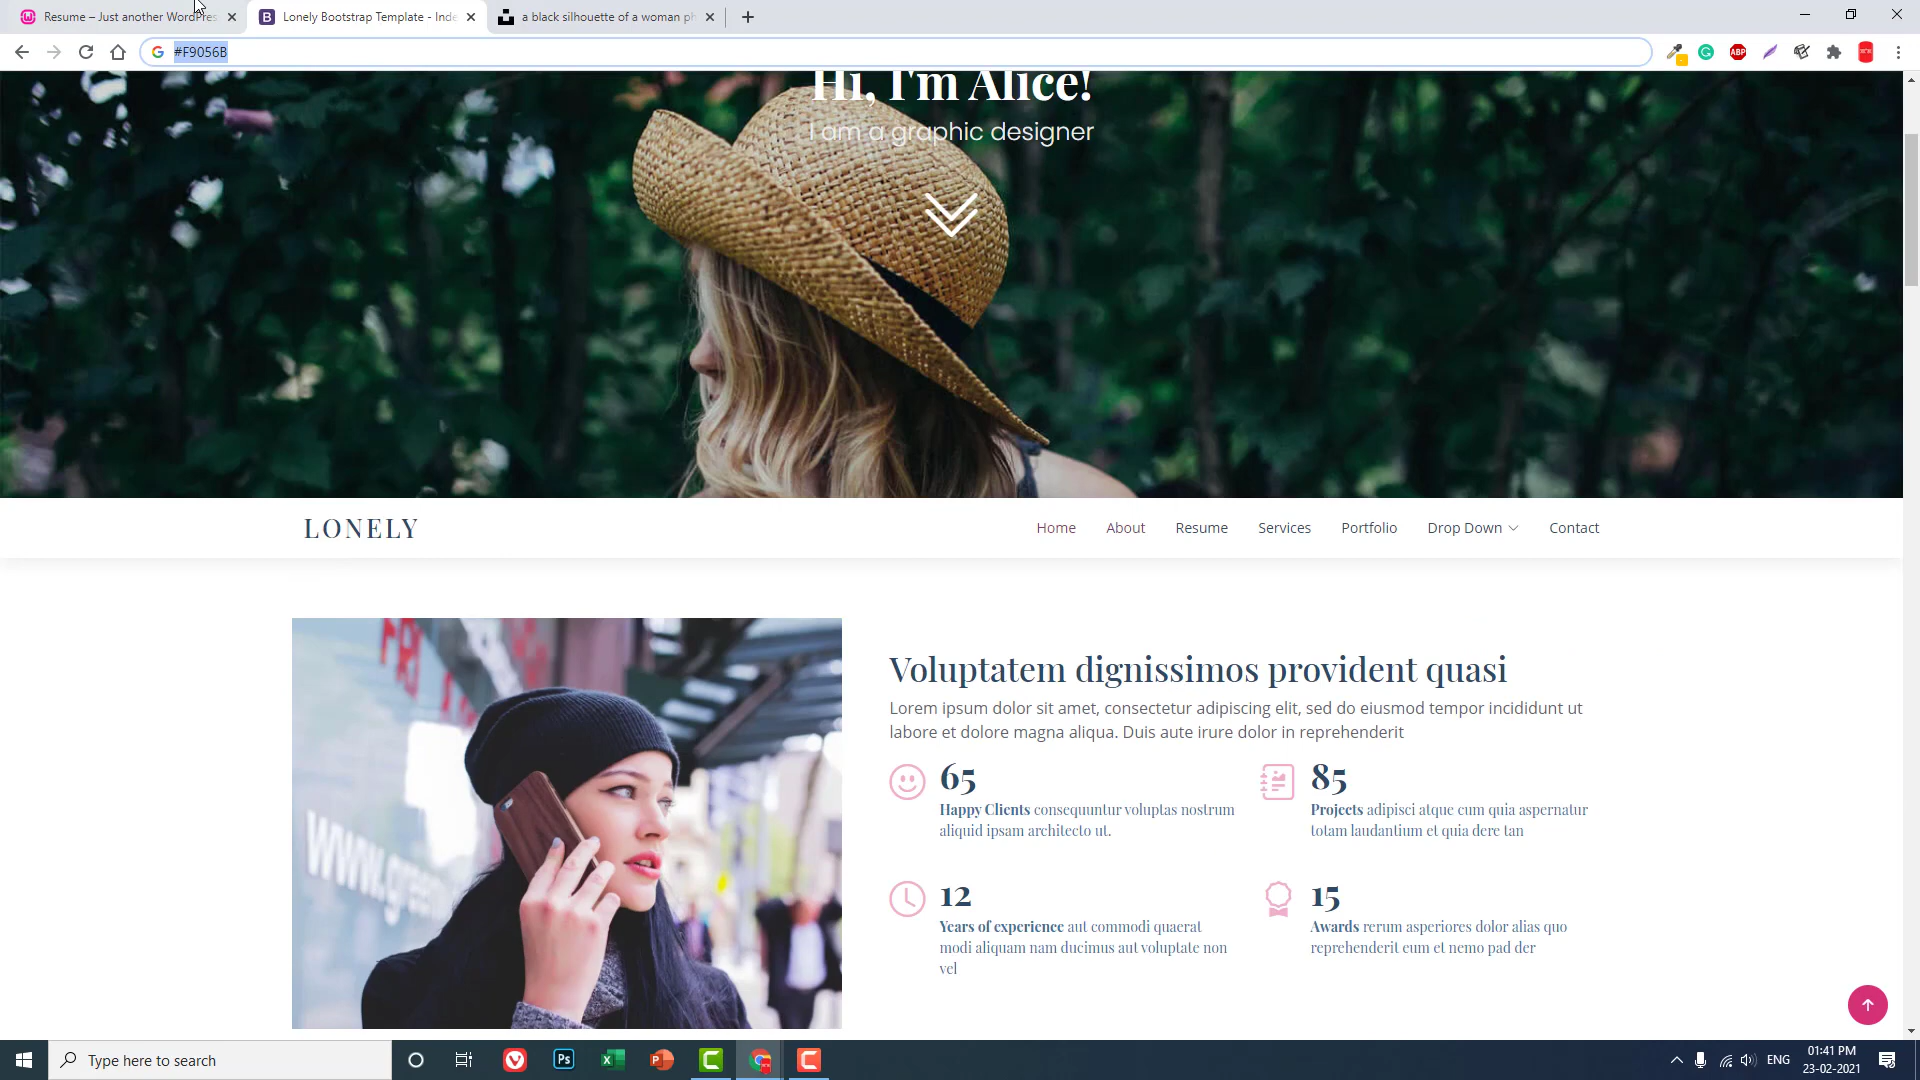 Resume – Just another WordPres
Lonely Bootstrap Template - Inde
a black silhouette of a woman ph
#F9056B
ABP
Hi, I'm Alice!
I am a graphic designer
LONELY
Home
About
Resume
Services
Portfolio
Drop Down
Contact
www.green
Voluptatem dignissimos provident quasi
Lorem ipsum dolor sit amet, consectetur adipiscing elit, sed do eiusmod tempor incididunt ut
labore et dolore magna aliqua. Duis aute irure dolor in reprehenderit
65
Happy Clients consequuntur voluptas nostrum
aliquid ipsam architecto ut.
85
Projects adipisci atque cum quia aspernatur
totam laudantium et quia dere tan
12
Years of experience aut commodi quaerat
modi aliquam nam ducimus aut voluptate non
vel
15
Awards rerum asperiores dolor alias quo
reprehenderit eum et nemo pad der
Type here to search
Ps
ENG
01:41 PM
23-02-2021